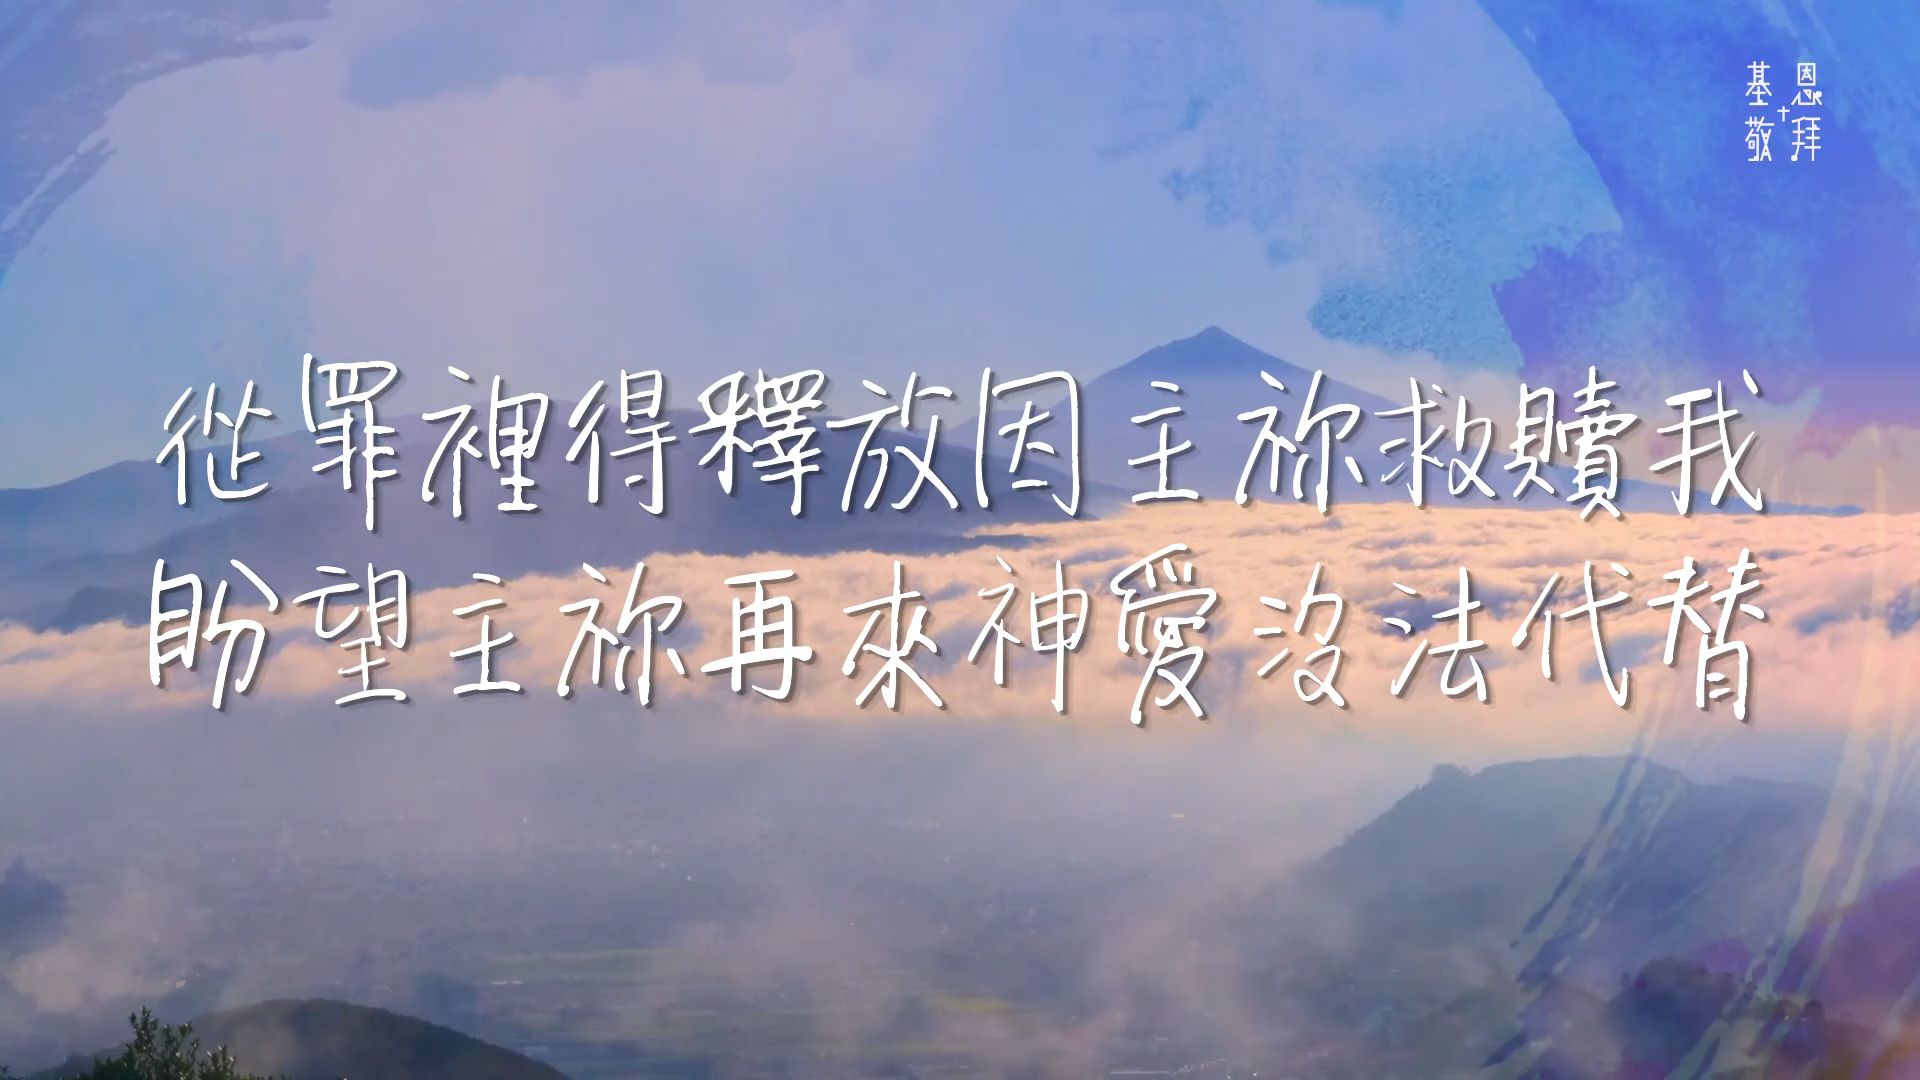 基恩
敬拜
從罪裡得釋放因主祢救贖我
盼望主祢再來神愛沒法代替